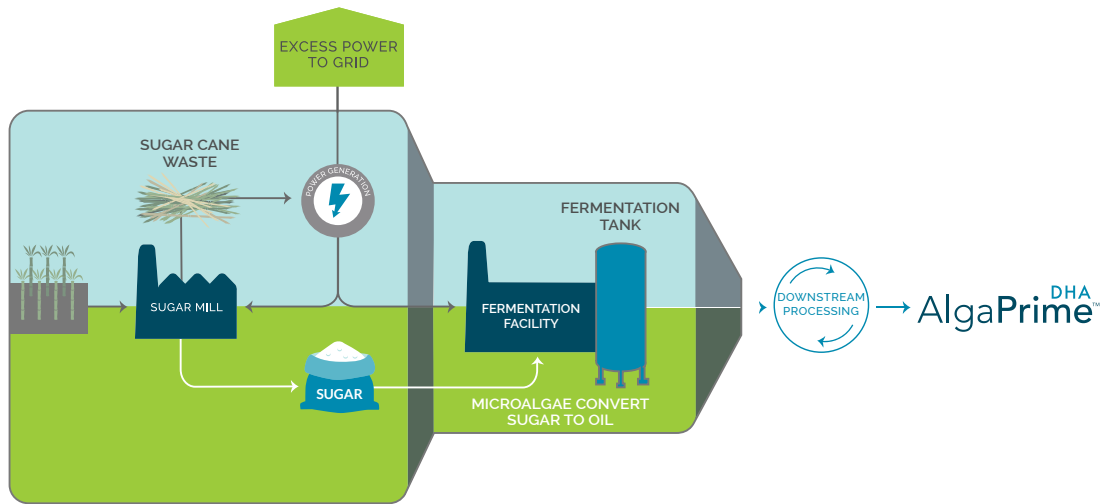 EXCESS POWER
TO GRID
SUGAR CANE
WASTE
POWER GENERATION
FERMENTATION
TANK
SUGAR MILL
FERMENTATION
FACILITY
DOWNSTREAM
PROCESSING
DHA
AlgaPrime™
SUGAR
MICROALGAE CONVERT
SUGAR TO OIL